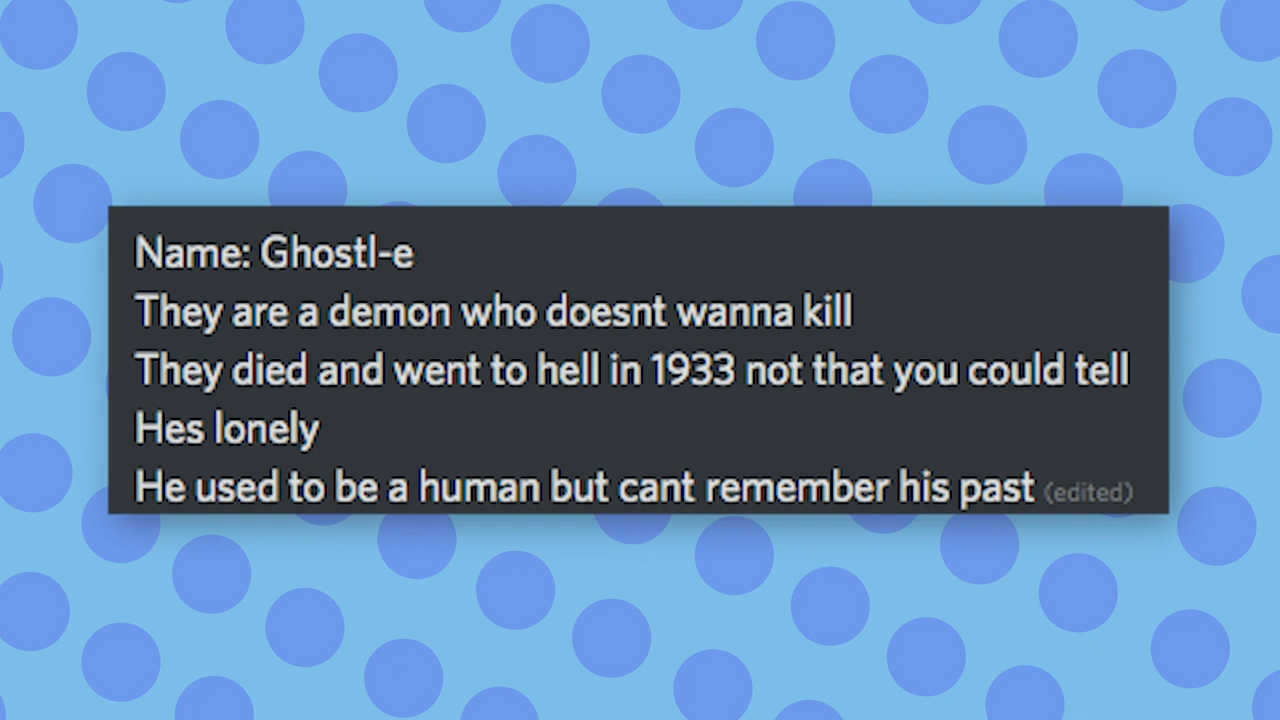 Name: Ghostl-e
They are a demon who doesnt wanna kill
They died and went to hell in 1933 not that you could tell
Hes lonely
He used to be a human but cant remember his past (edited)